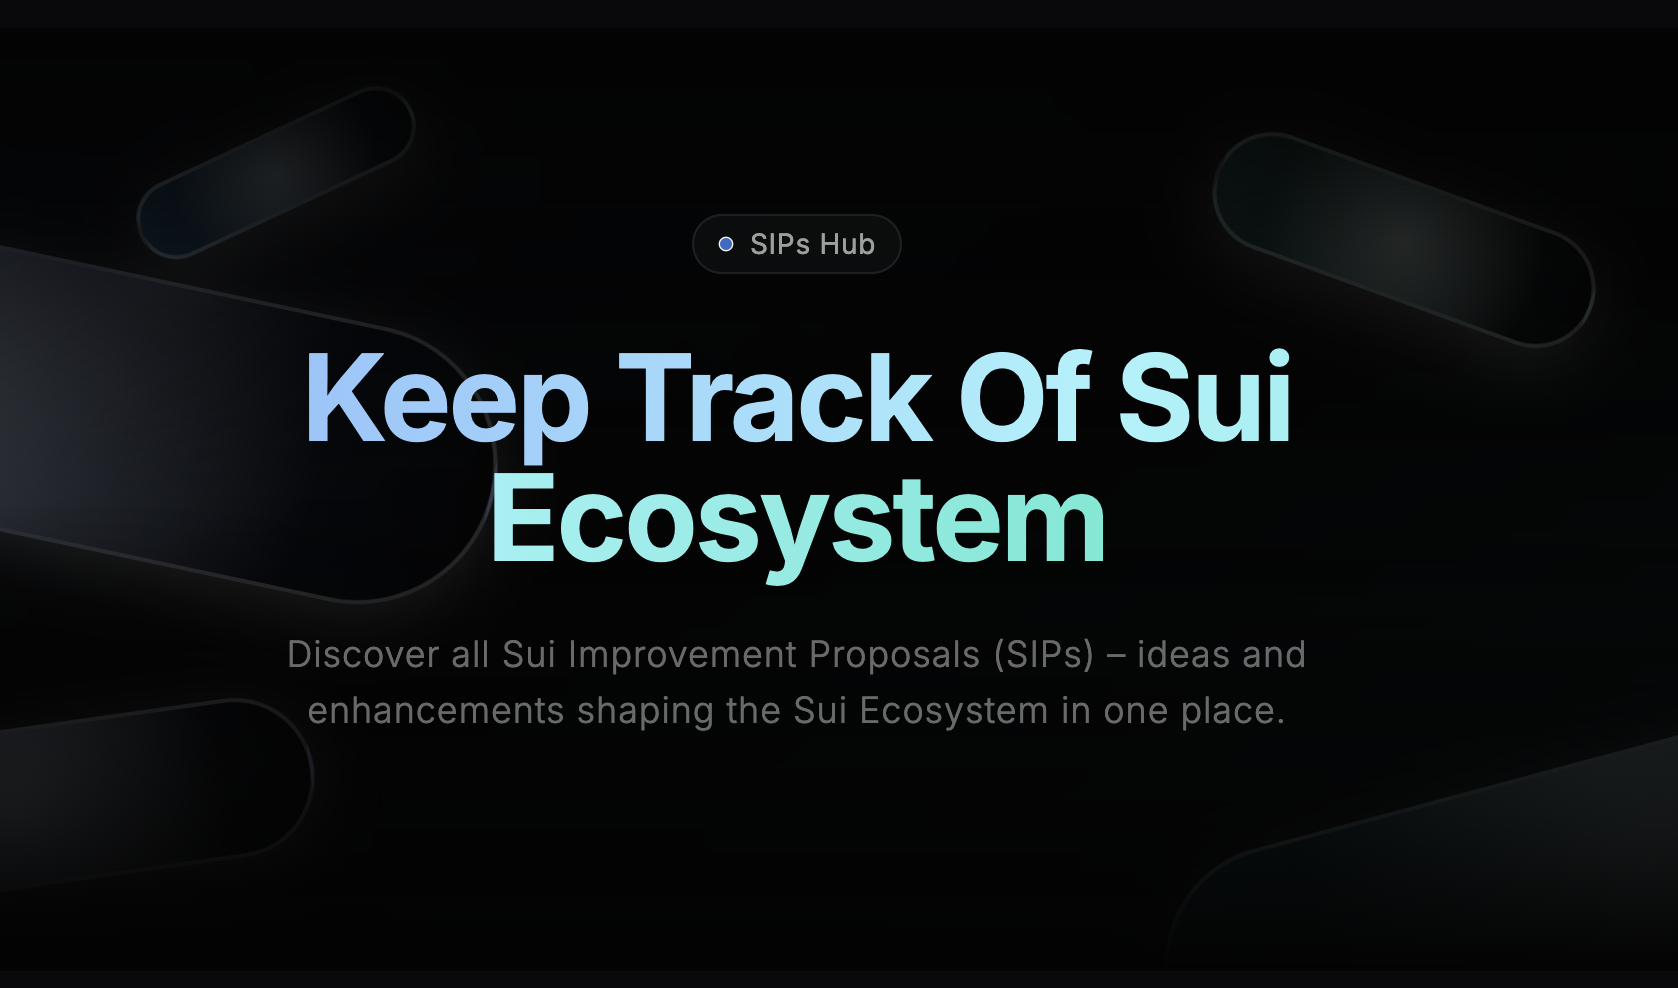 SIPs Hub
Keep Track Of Sui
Ecosystem
Discover all Sui Improvement Proposals (SIPs) – ideas and
enhancements shaping the Sui Ecosystem in one place.